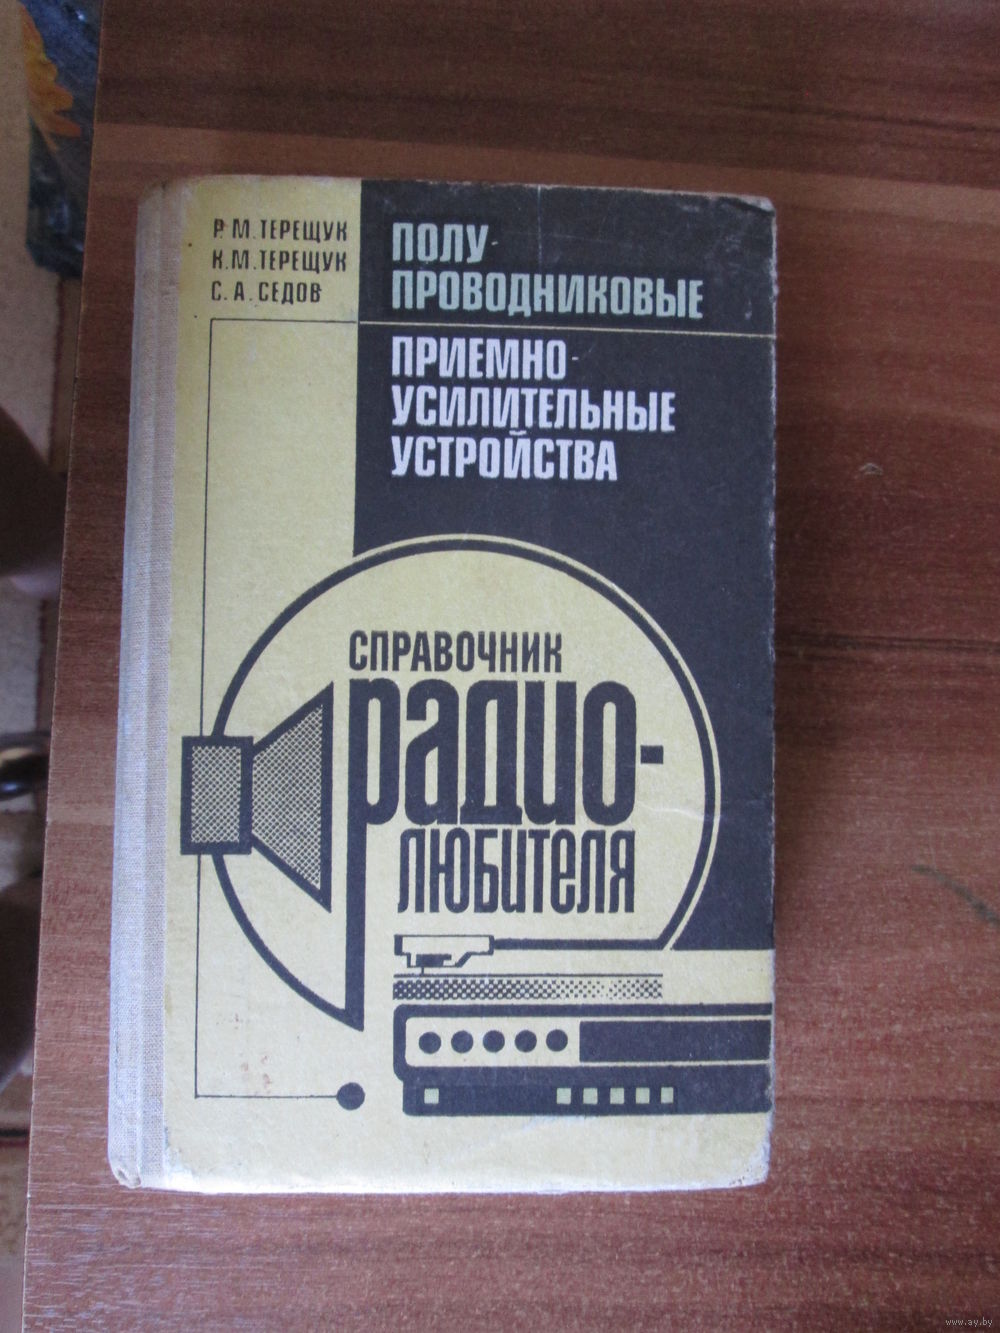 Р. М. ТЕРЕЩУК
К. М. ТЕРЕЩУК
С. А. СЕДОВ
ПОЛУ-
ПРОВОДНИКОВЫЕ
ПРИЕМНО-
УСИЛИТЕЛЬНЫЕ
УСТРОЙСТВА
СПРАВОЧНИК
РАДИО-
ЛЮБИТЕЛЯ
www.ay.by